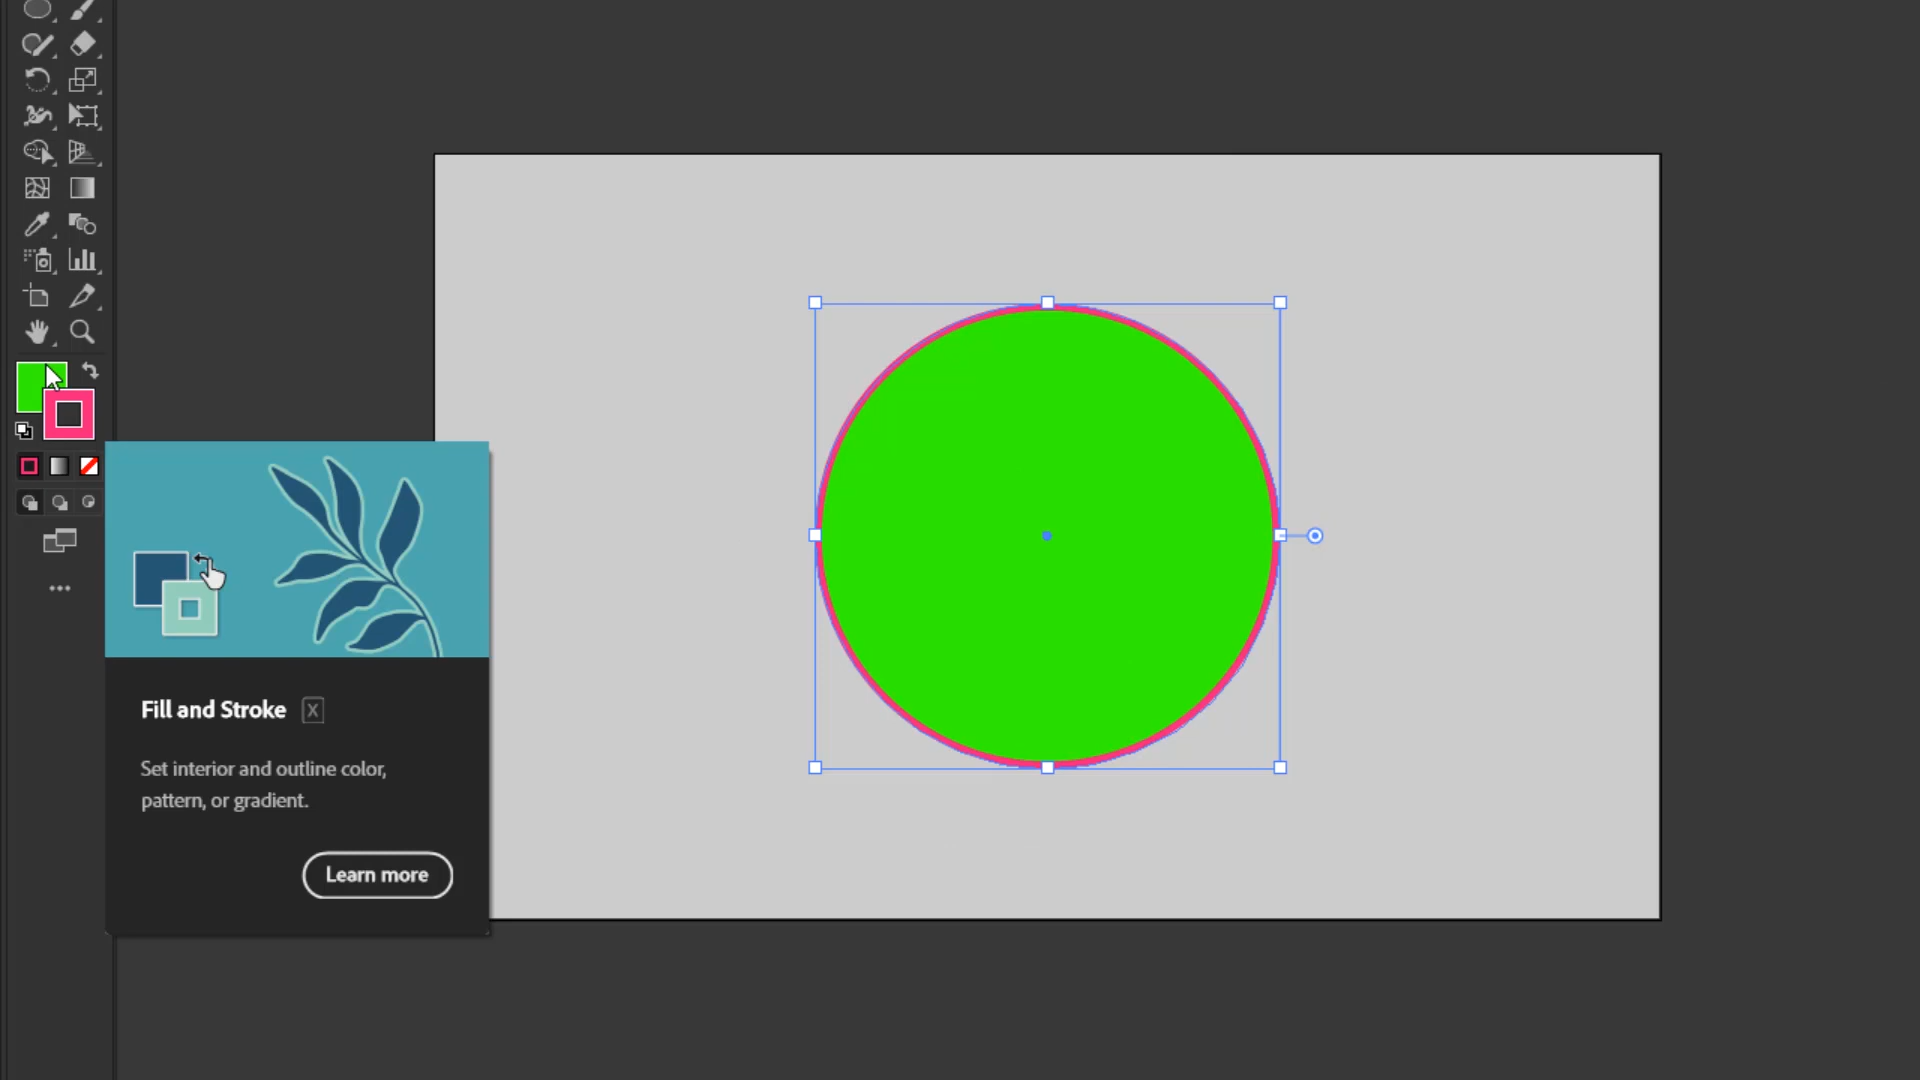 Fill and Stroke X
Set interior and outline color,
pattern, or gradient.
Learn more